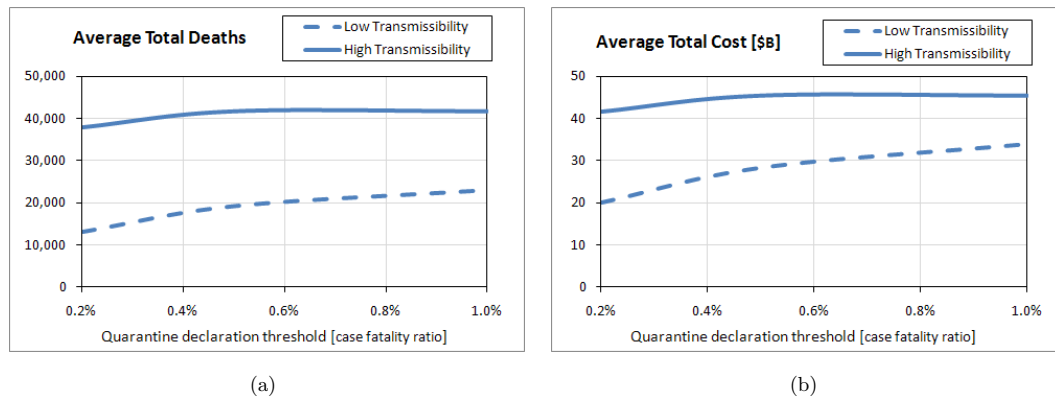 Average Total Deaths
Low Transmissibility
High Transmissibility
50,000
40,000
30,000
20,000
10,000
0
0.2% 0.4% 0.6% 0.8% 1.0%
Quarantine declaration threshold [case fatality ratio]
(a)
Average Total Cost [$B]
Low Transmissibility
High Transmissibility
50
40
30
20
10
0
0.2% 0.4% 0.6% 0.8% 1.0%
Quarantine declaration threshold [case fatality ratio]
(b)